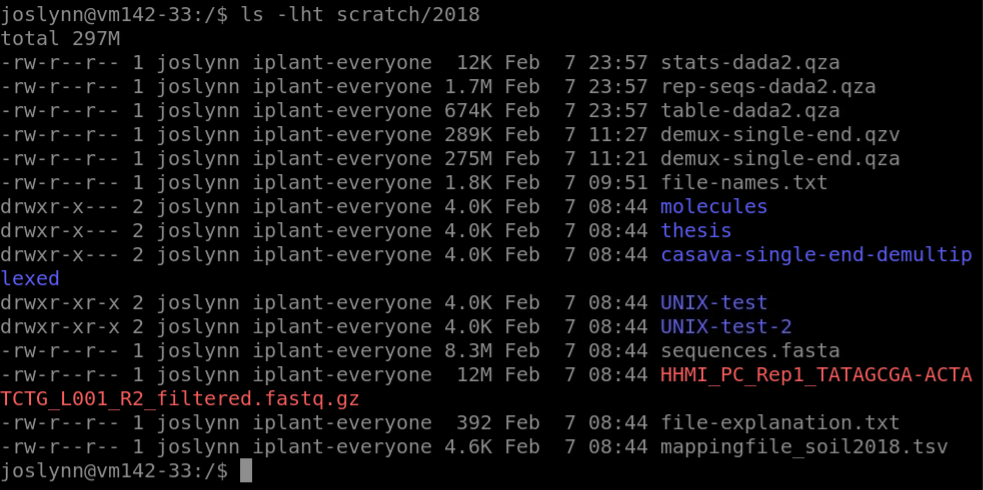 joslynn@vm142-33:/$ ls -lht scratch/2018
total 297M
-rw-r--r-- 1 joslynn iplant-everyone  12K Feb  7 23:57 stats-dada2.qza
-rw-r--r-- 1 joslynn iplant-everyone 1.7M Feb  7 23:57 rep-seqs-dada2.qza
-rw-r--r-- 1 joslynn iplant-everyone 674K Feb  7 23:57 table-dada2.qza
-rw-r--r-- 1 joslynn iplant-everyone 289K Feb  7 11:27 demux-single-end.qzv
-rw-r--r-- 1 joslynn iplant-everyone 275M Feb  7 11:21 demux-single-end.qza
-rw-r--r-- 1 joslynn iplant-everyone 1.8K Feb  7 09:51 file-names.txt
drwxr-x--- 2 joslynn iplant-everyone 4.0K Feb  7 08:44 molecules
drwxr-x--- 2 joslynn iplant-everyone 4.0K Feb  7 08:44 thesis
drwxr-x--- 2 joslynn iplant-everyone 4.0K Feb  7 08:44 casava-single-end-demultip
lexed
drwxr-xr-x 2 joslynn iplant-everyone 4.0K Feb  7 08:44 UNIX-test
drwxr-xr-x 2 joslynn iplant-everyone 4.0K Feb  7 08:44 UNIX-test-2
-rw-r--r-- 1 joslynn iplant-everyone 8.3M Feb  7 08:44 sequences.fasta
-rw-r--r-- 1 joslynn iplant-everyone  12M Feb  7 08:44 HHMI_PC_Rep1_TATAGCGA-ACTA
TCTG_L001_R2_filtered.fastq.gz
-rw-r--r-- 1 joslynn iplant-everyone  392 Feb  7 08:44 file-explanation.txt
-rw-r--r-- 1 joslynn iplant-everyone 4.6K Feb  7 08:44 mappingfile_soil2018.tsv
joslynn@vm142-33:/$